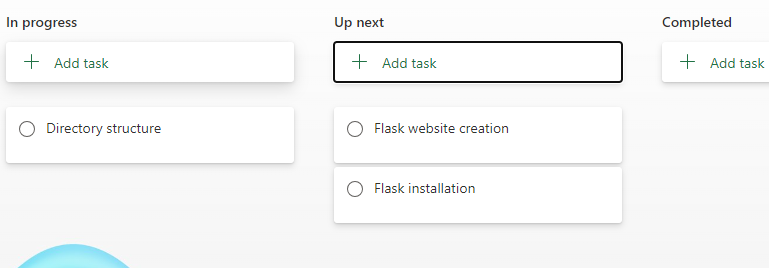 In progress
Up next
Completed
+ Add task
+ Add task
+ Add task
Directory structure
Flask website creation
Flask installation